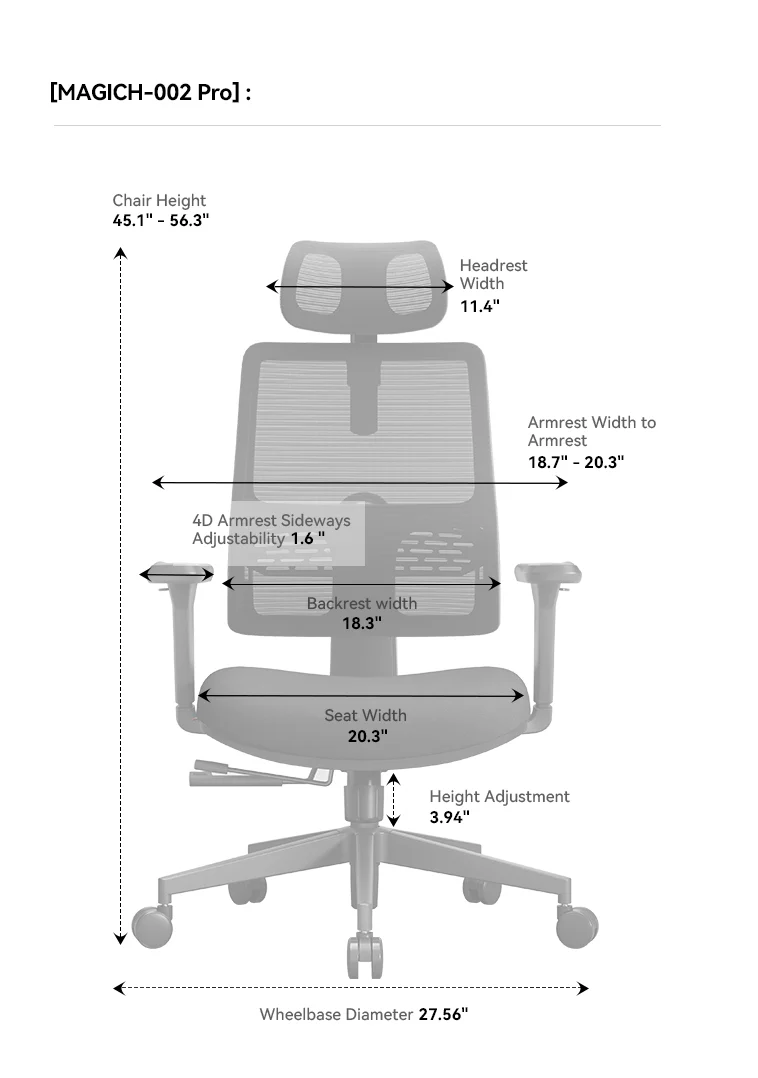 [MAGICH-002 Pro] :
Chair Height
45.1" - 56.3"
Headrest
Width
11.4"
Armrest Width to
Armrest
18.7" - 20.3"
4D Armrest Sideways
Adjustability 1.6 "
Backrest width
18.3"
Seat Width
20.3"
Height Adjustment
3.94"
Wheelbase Diameter 27.56"